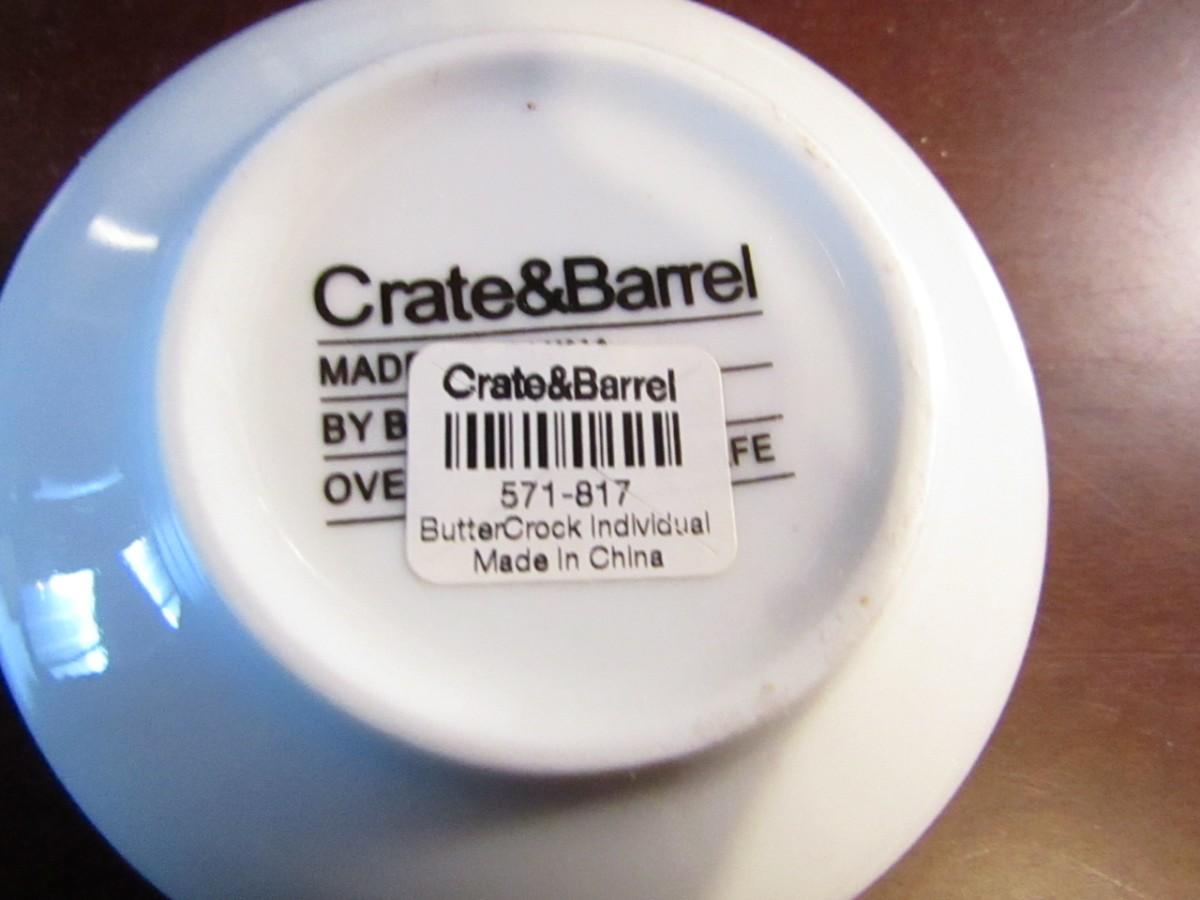 Crate&Barrel
MADE
BY B
OVE FE
Crate&Barrel
571-817
ButterCrock Individual
Made In China